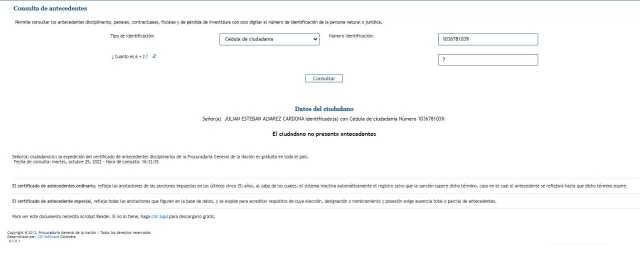 Consulta de antecedentes
Permite consultar los antecedentes disciplinarios, penales, contractuales, fiscales y de pérdida de investidura con solo digitar el número de identificación de la persona natural o jurídica.
Tipo de Identificación: Cédula de ciudadanía Número Identificación: 1036781039
¿ Cuanto es 6 + 1 ? 7
Consultar
Datos del ciudadano
Señor(a) JULIAN ESTEBAN ALVAREZ CARDONA identificado(a) con Cédula de ciudadanía Número 1036781039.
El ciudadano no presenta antecedentes
Señor(a) ciudadano(a): la expedición del certificado de antecedentes disciplinarios de la Procuraduría General de la Nación es gratuita en todo el país.
Fecha de consulta: martes, octubre 25, 2022 - Hora de consulta:
El certificado de antecedentes ordinario, refleja las anotaciones de las sanciones impuestas en los últimos cinco (5) años, al cabo de los cuales, el sistema inactiva automáticamente el registro salvo que la sanción supere dicho término, caso en el cual el antecedente se reflejará hasta que dicho término expire.
El certificado de antecedentes especial, refleja todas las anotaciones que figuren en la base de datos, y se expide para acreditar requisitos de cuya elección, designación o nombramiento y posesión exige ausencia total o parcial de antecedentes.
Para ver este documento necesita Acrobat Reader. Si no lo tiene, haga clic aquí para descargarlo gratis.
Copyright © 2012, Procuraduría General de la Nación - Todos los derechos reservados.
Desarrollado por: Colombia